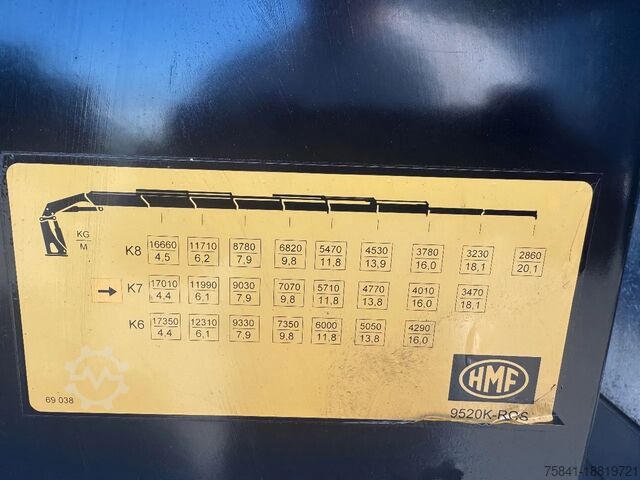 KG
M
K8 16660 11710 8780 6820 5470 4530 3780 3230 2860
4,5 6,2 7,9 9,8 11,8 13,9 16,0 18,1 20,1
K7 17010 11990 9030 7070 5710 4770 4010 3470
4,4 6,1 7,9 9,8 11,8 13,8 16,0 18,1
K6 17350 12310 9330 7350 6000 5050 4290
4,4 6,1 7,9 9,8 11,8 13,8 16,0
HMF
69 038
9520K-RCS
75841-18819721